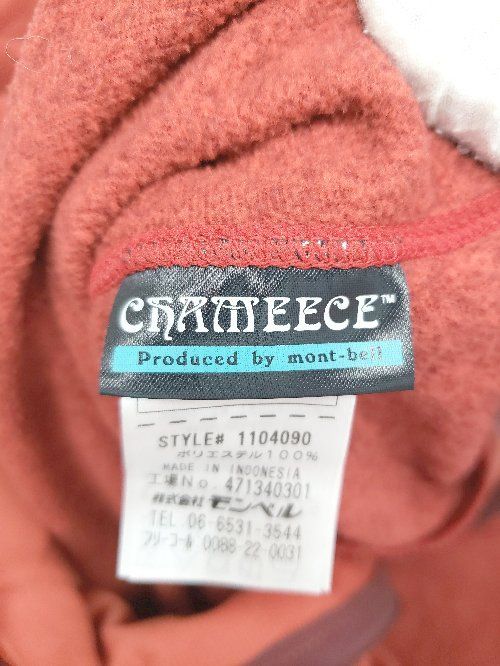 CHAMEECE™
Produced by mont-bell
STYLE# 1104090
ポリエステル100%
MADE IN INDONESIA
工場No. 471340301
株式会社モンベル
TEL 06-6531-3544
フリーコール 0088-22-0031